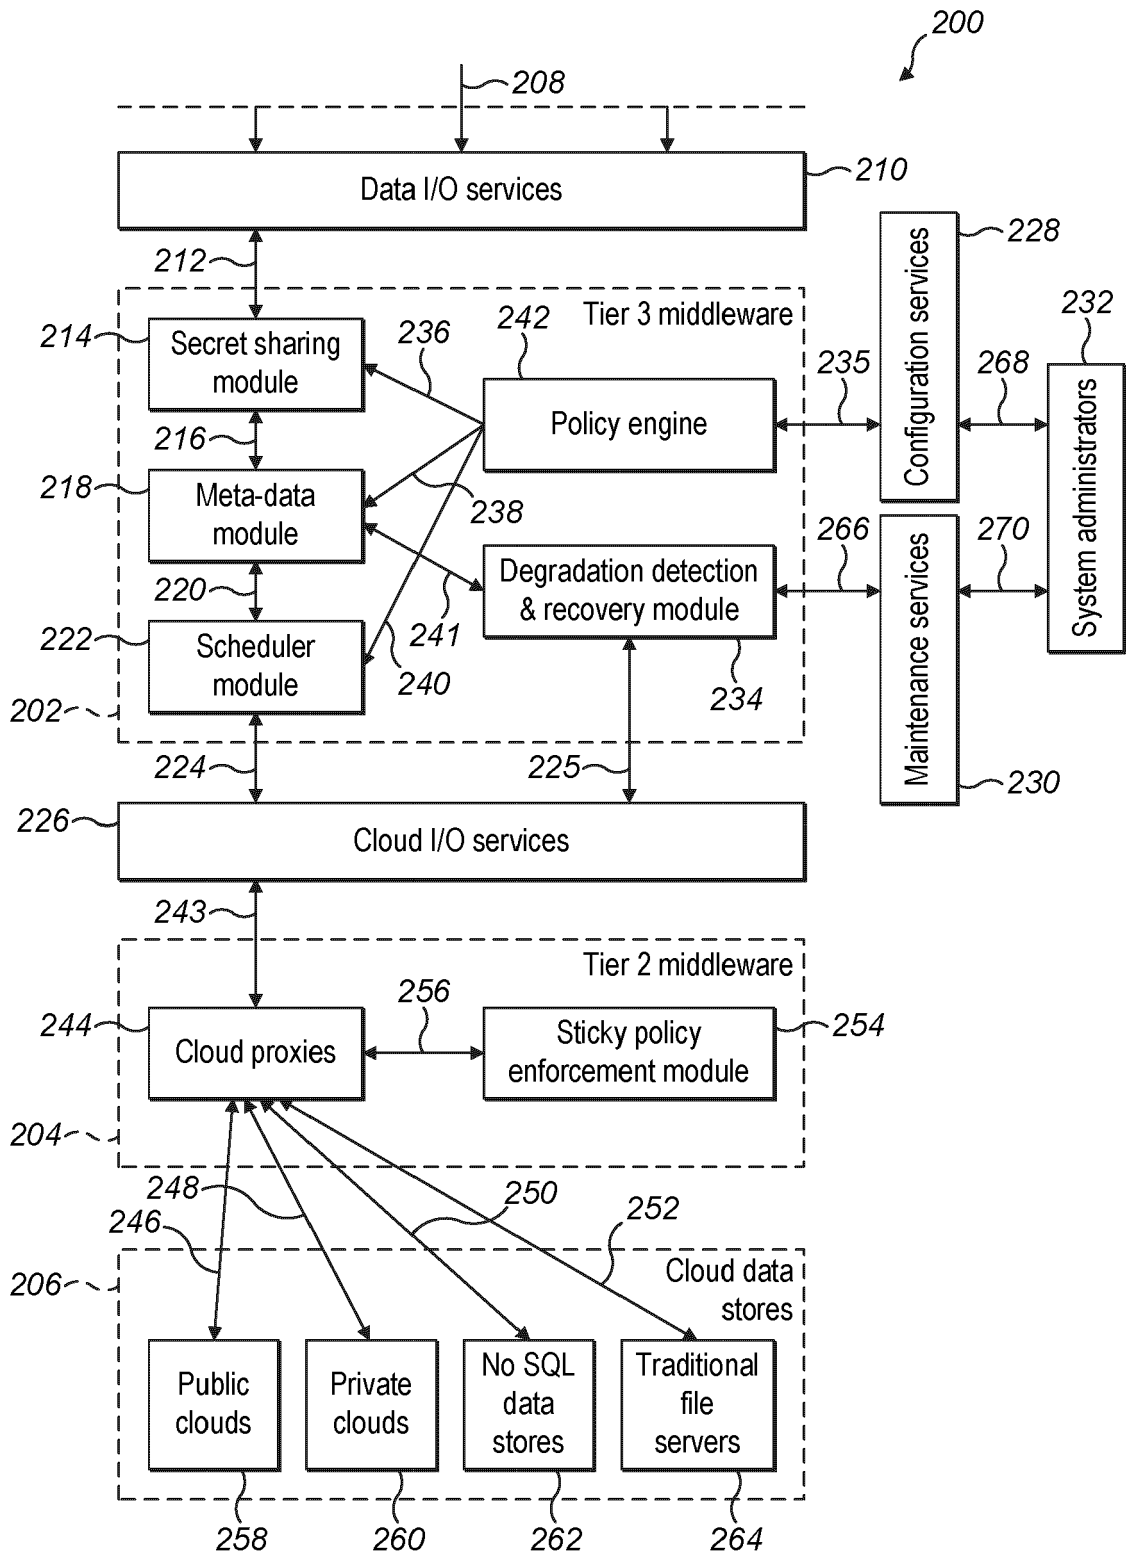 200
208
Data I/O services
210
212
228
Configuration services
Tier 3 middleware
214
Secret sharing
module
236
242
Policy engine
235
268
232
System administrators
216
218
Meta-data
module
238
220
241
Degradation detection
& recovery module
266
270
Maintenance services
222
Scheduler
module
240
234
202
224
225
230
226
Cloud I/O services
243
Tier 2 middleware
244
Cloud proxies
256
Sticky policy
enforcement module
254
204
248
246
250
252
206
Cloud data
stores
Public
clouds
Private
clouds
No SQL
data
stores
Traditional
file
servers
258
260
262
264